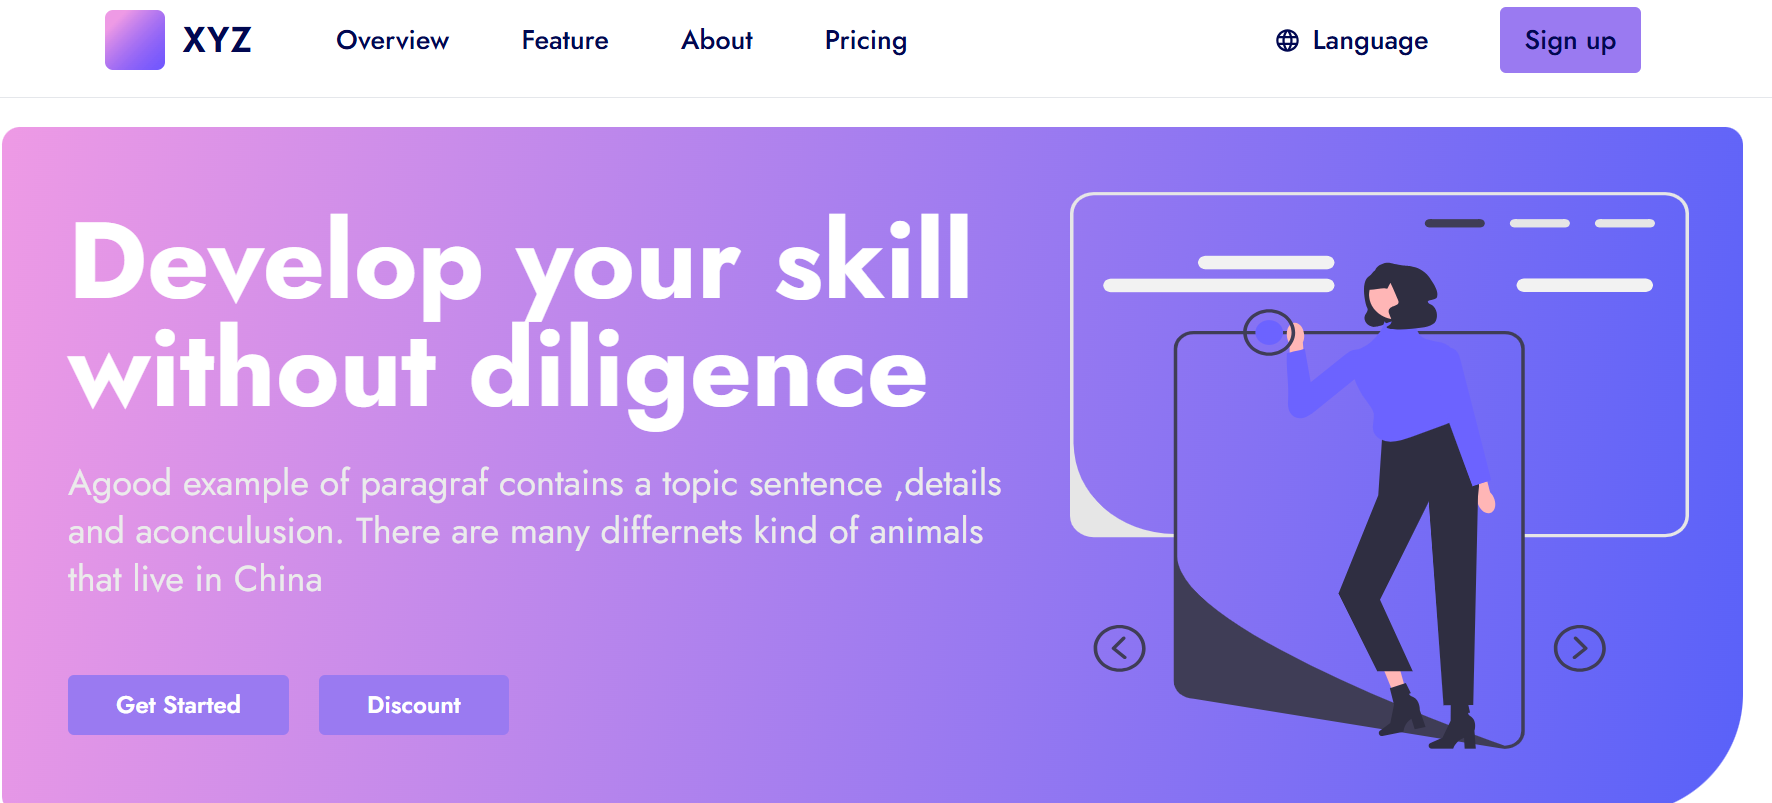 XYZ Overview Feature About Pricing Language Sign up
Develop your skill
without diligence
Agood example of paragraf contains a topic sentence ,details
and aconculusion. There are many differnets kind of animals
that live in China
Get Started Discount